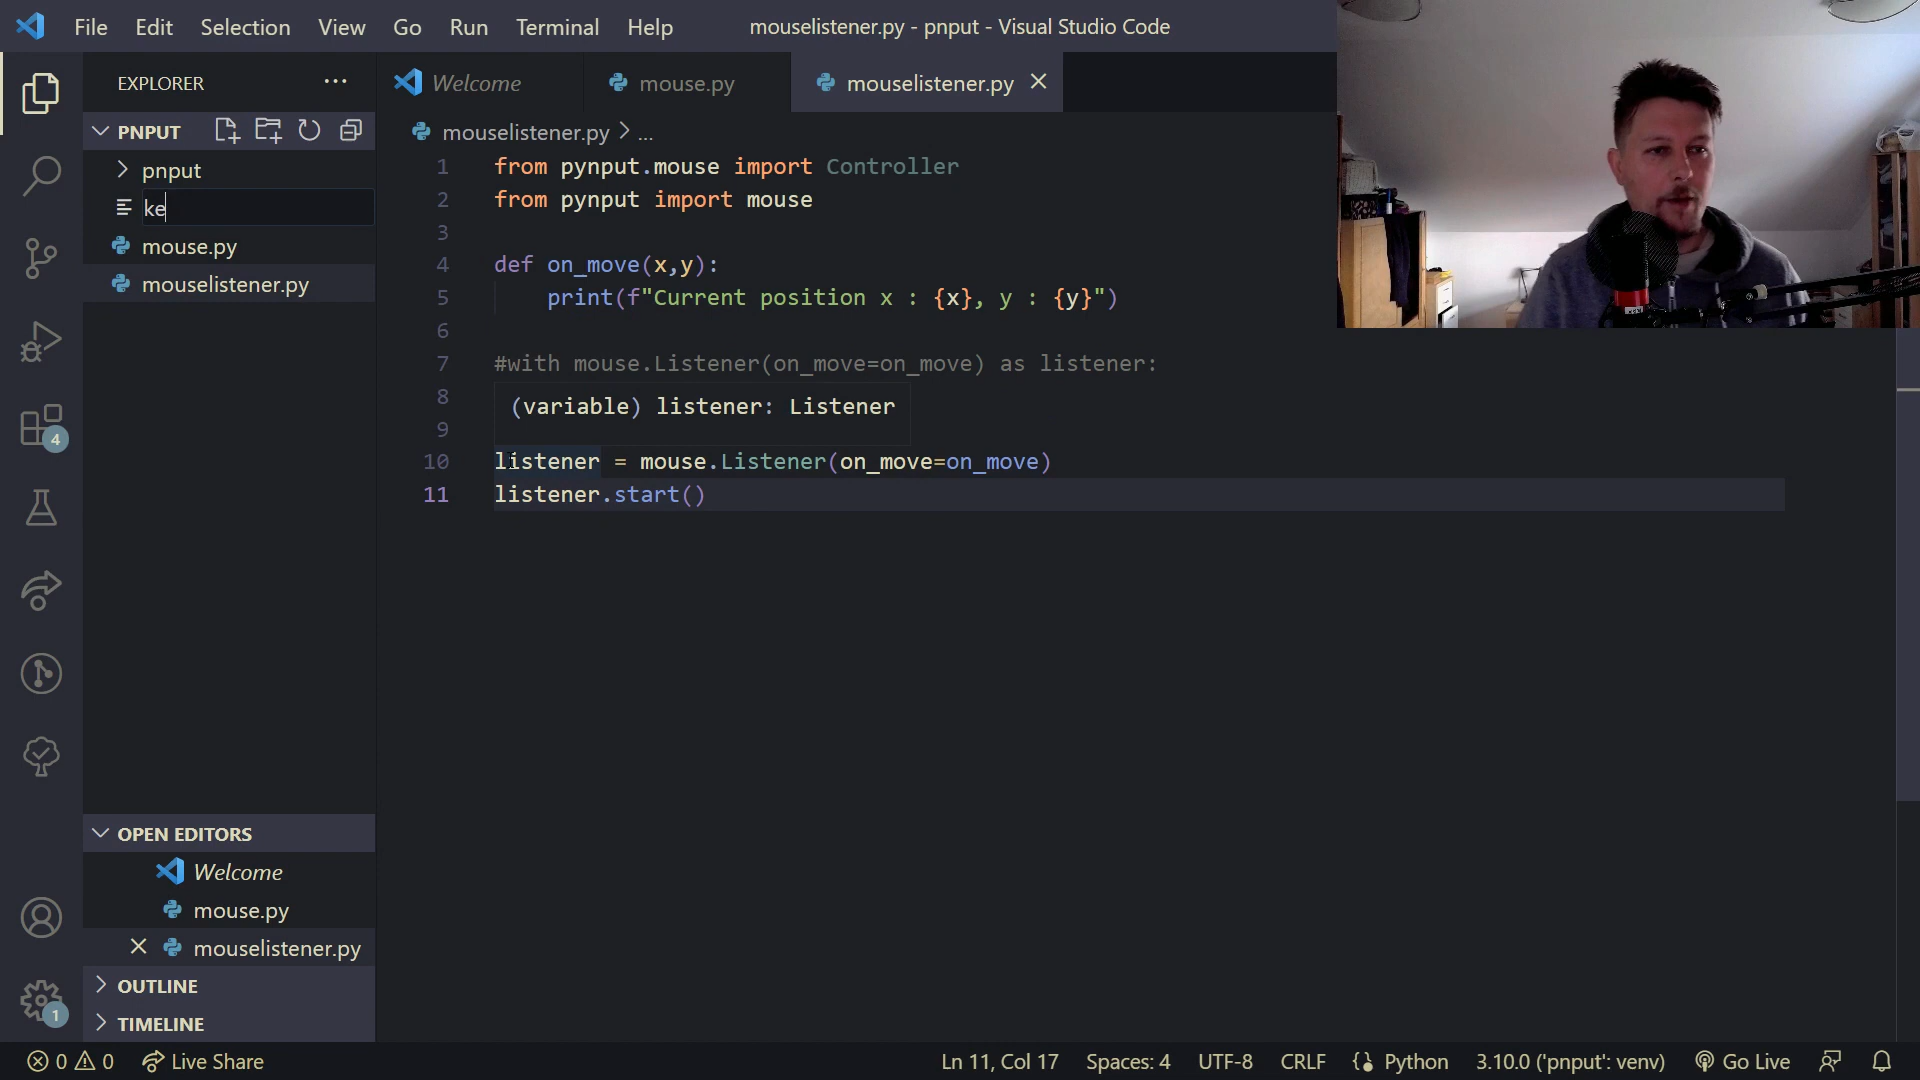 File Edit Selection View Go Run Terminal Help
mouselistener.py - pnput - Visual Studio Code
EXPLORER ···
PNPUT
pnput
ke
mouse.py
mouselistener.py
Welcome
mouse.py
mouselistener.py
mouselistener.py > ...
1 from pynput.mouse import Controller
2 from pynput import mouse
3
4 def on_move(x,y):
5 print(f"Current position x : {x}, y : {y}")
6
7 #with mouse.Listener(on_move=on_move) as listener:
8
(variable) listener: Listener
9
10 listener = mouse.Listener(on_move=on_move)
11 listener.start()
4
1
OPEN EDITORS
Welcome
mouse.py
mouselistener.py
OUTLINE
TIMELINE
0 0 Live Share
Ln 11, Col 17 Spaces: 4 UTF-8 CRLF Python 3.10.0 ('pnput': venv) Go Live